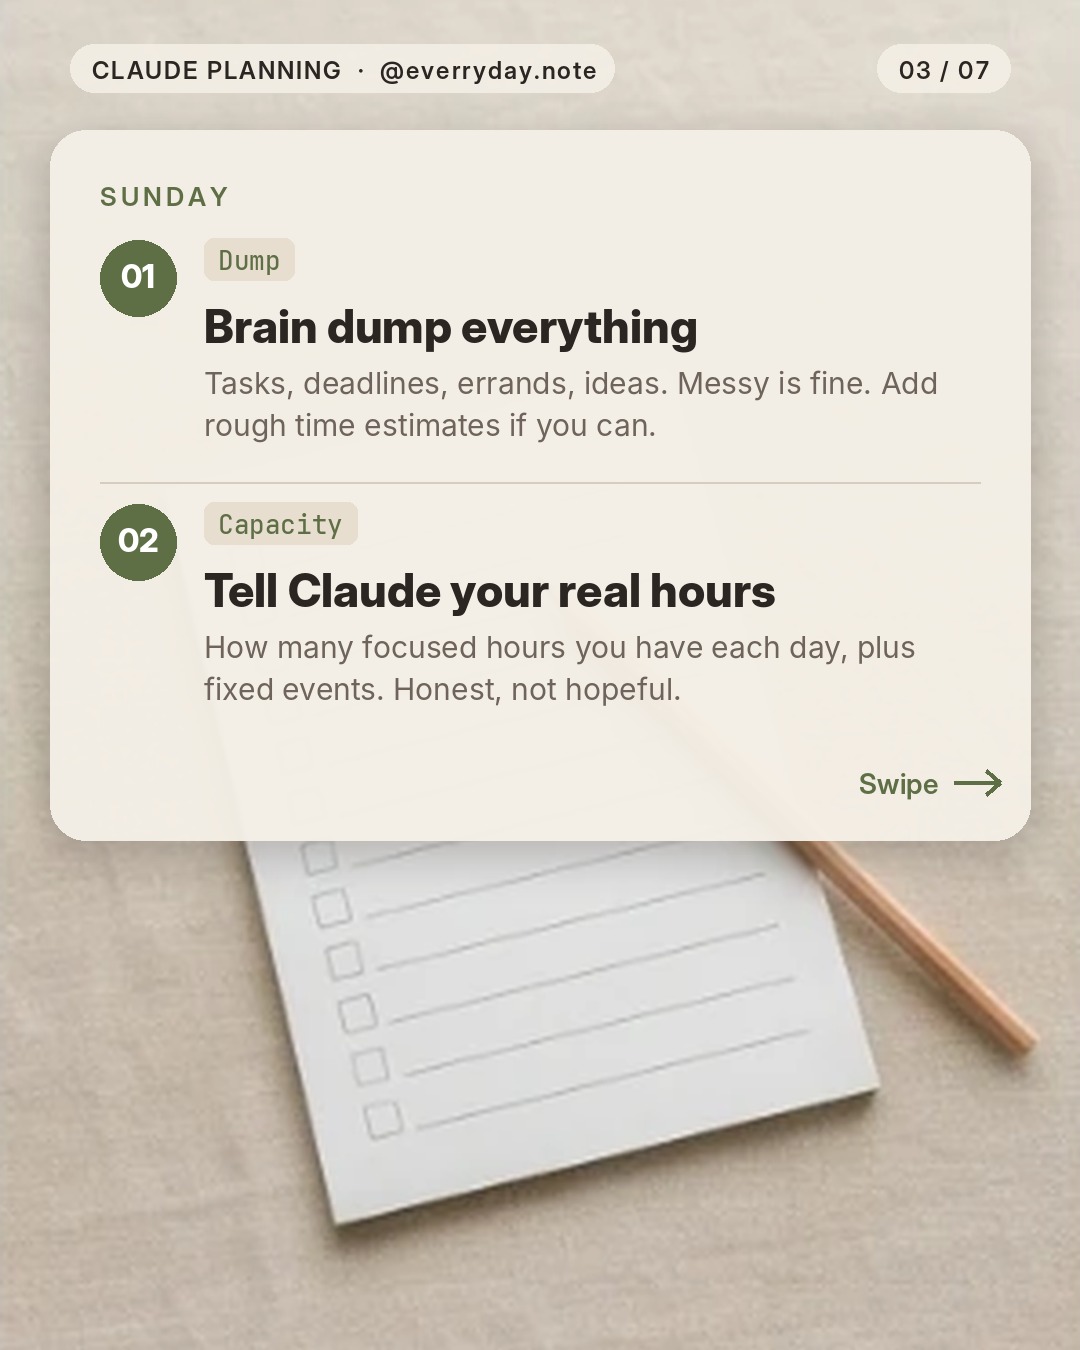 CLAUDE PLANNING · @everryday.note
03 / 07
SUNDAY
01
Dump
Brain dump everything
Tasks, deadlines, errands, ideas. Messy is fine. Add
rough time estimates if you can.
02
Capacity
Tell Claude your real hours
How many focused hours you have each day, plus
fixed events. Honest, not hopeful.
Swipe →